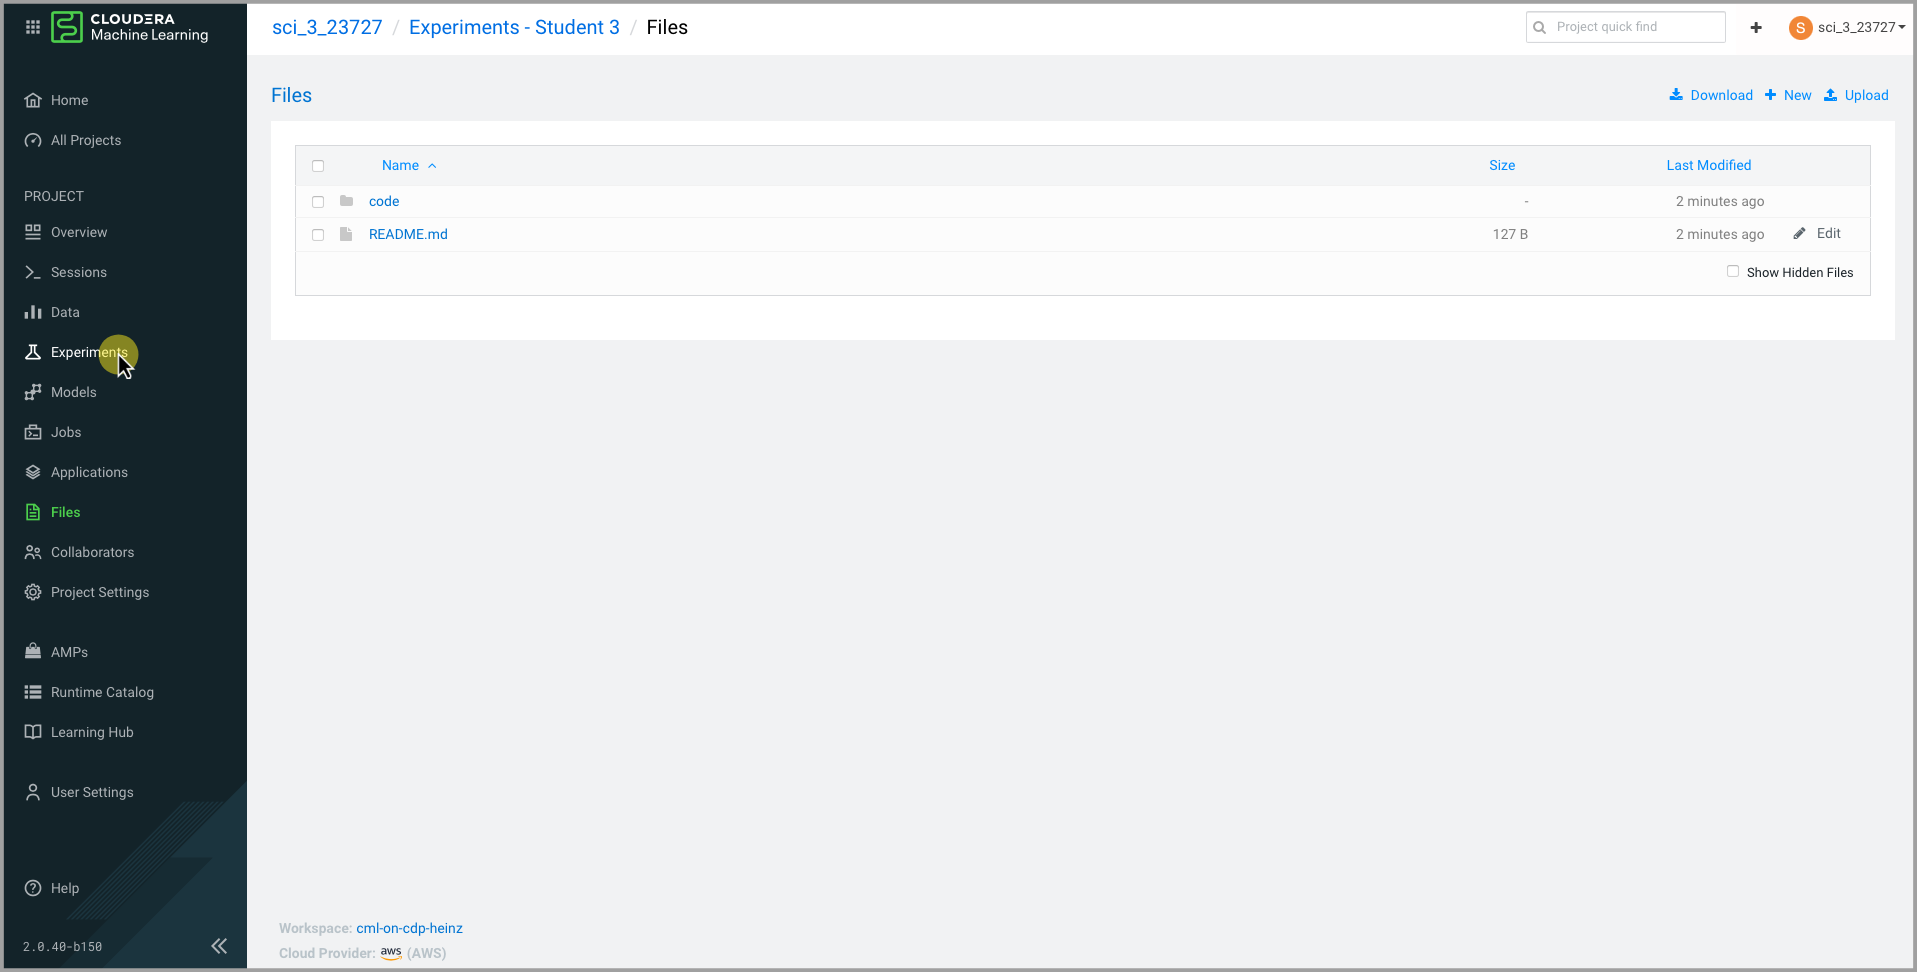 CLOUDERA
Machine Learning
Home
All Projects
PROJECT
Overview
Sessions
Data
Experiments
Models
Jobs
Applications
Files
Collaborators
Project Settings
AMPs
Runtime Catalog
Learning Hub
User Settings
Help
2.0.40-b150
sci_3_23727 / Experiments - Student 3 / Files
Project quick find
S sci_3_23727
Files
Download New Upload
Name Size Last Modified
code - 2 minutes ago
README.md 127 B 2 minutes ago Edit
Show Hidden Files
Workspace: cml-on-cdp-heinz
Cloud Provider: aws (AWS)